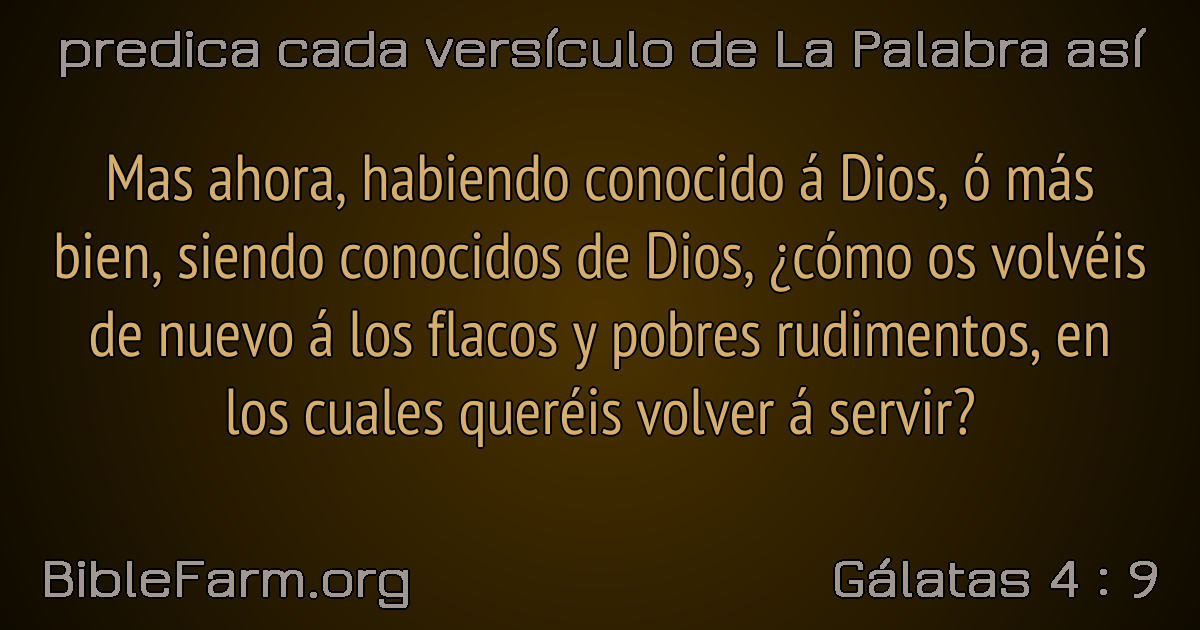 predica cada versículo de La Palabra así
Mas ahora, habiendo conocido á Dios, ó más
bien, siendo conocidos de Dios, ¿cómo os volvéis
de nuevo á los flacos y pobres rudimentos, en
los cuales queréis volver á servir?
BibleFarm.org
Gálatas 4 : 9